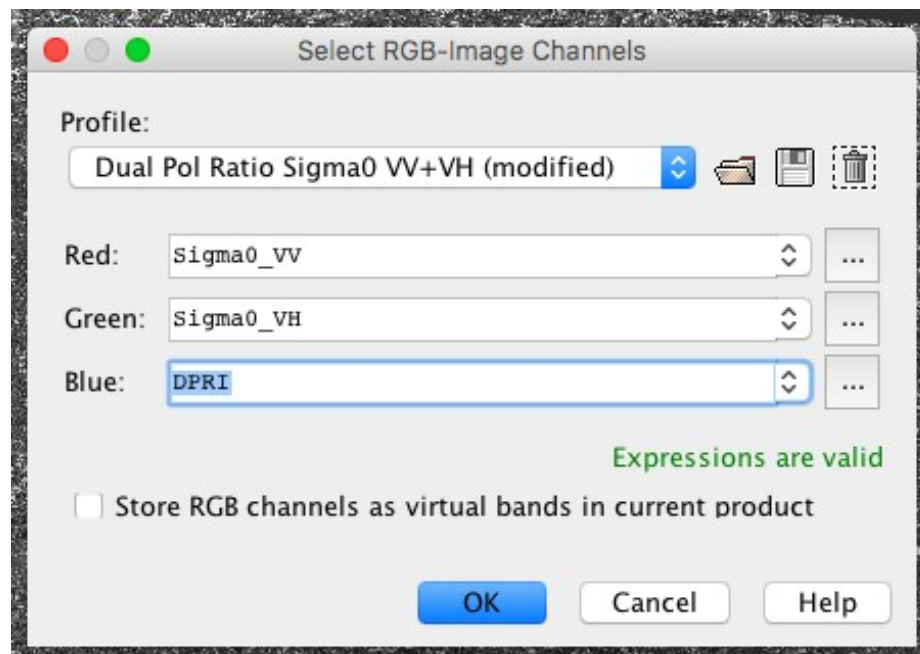 Select RGB-Image Channels
Profile:
Dual Pol Ratio Sigma0 VV+VH (modified)
Red: Sigma0_VV ...
Green: Sigma0_VH ...
Blue: DPRI ...
Expressions are valid
Store RGB channels as virtual bands in current product
OK Cancel Help